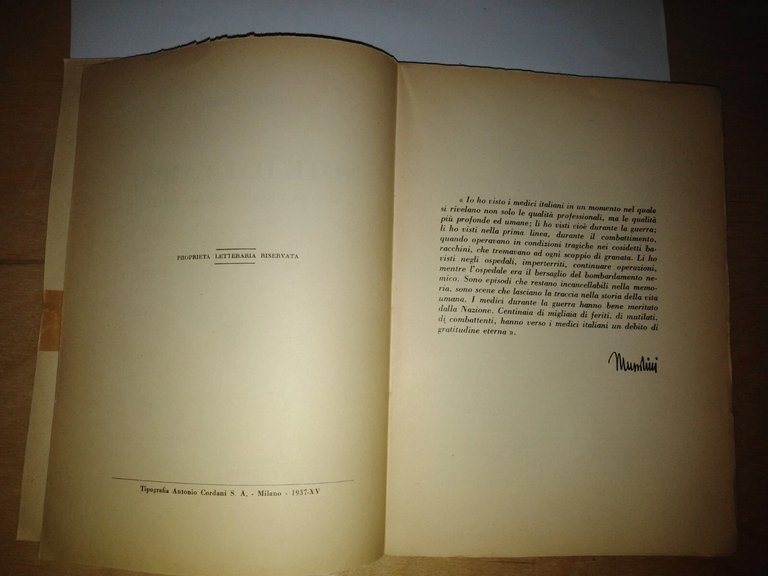 PROPRIETÀ LETTERARIA RISERVATA
Tipografia Antonio Cordani S. A. - Milano - 1937-XV
« Io ho visto i medici italiani in un momento nel quale
si rivelano non solo le qualità professionali, ma le qualità
più profonde ed umane; li ho visti cioè durante la guerra;
li ho visti nella prima linea, durante il combattimento,
quando operavano in condizioni tragiche nei cosidetti ba-
racchini, che tremavano ad ogni scoppio di granata. Li ho
visti negli ospedali, imperterriti, continuare operazioni,
mentre l'ospedale era il bersaglio del bombardamento ne-
mico. Sono episodi che restano incancellabili nella memo-
ria, sono scene che lasciano la traccia nella storia della vita
umana. I medici durante la guerra hanno bene meritato
dalla Nazione. Centinaia di migliaia di feriti, di mutilati,
di combattenti, hanno verso i medici italiani un debito di
gratitudine eterna ».
Mussolini